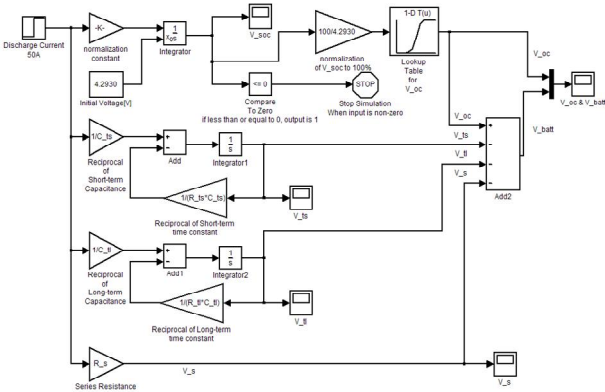 Discharge Current
50A
-K-
normalization
constant
1
s
xo
Integrator
4.2930
Initial Voltage[V]
V_soc
100/4.2930
normalization
of V_soc to 100%
1-D T(u)
Lookup
Table
for
V_oc
<= 0
Compare
To Zero
if less than or equal to 0, output is 1
STOP
Stop Simulation
When input is non-zero
V_oc
V_batt
V_oc & V_batt
1/C_ts
Reciprocal
of
Short-term
Capacitance
+
−
Add
1
s
Integrator1
1/(R_ts*C_ts)
Reciprocal of Short-term
time constant
V_ts
V_oc
V_ts
V_tl
V_s
+
−
−
−
Add2
1/C_tl
Reciprocal
of
Long-term
Capacitance
+
−
Add1
1
s
Integrator2
1/(R_tl*C_tl)
Reciprocal of Long-term
time constant
V_tl
R_s
Series Resistance
V_s
V_s